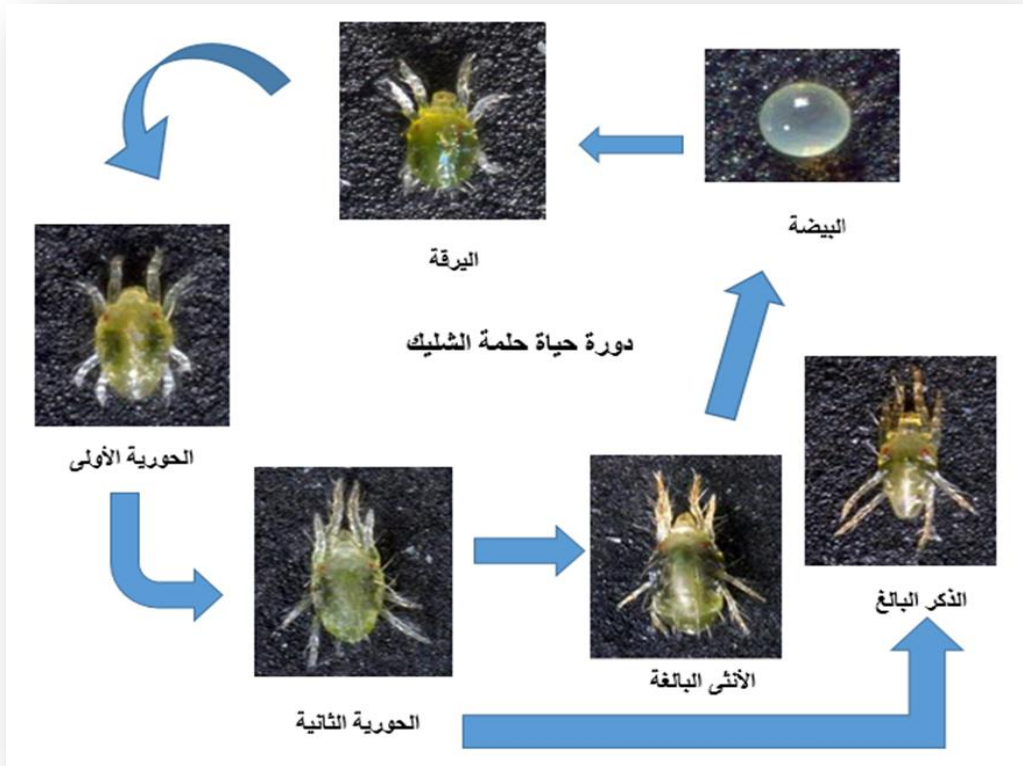 البيضة
اليرقة
دورة حياة حلمة الشليك
الحورية الأولى
الذكر البالغ
الأنثى البالغة
الحورية الثانية